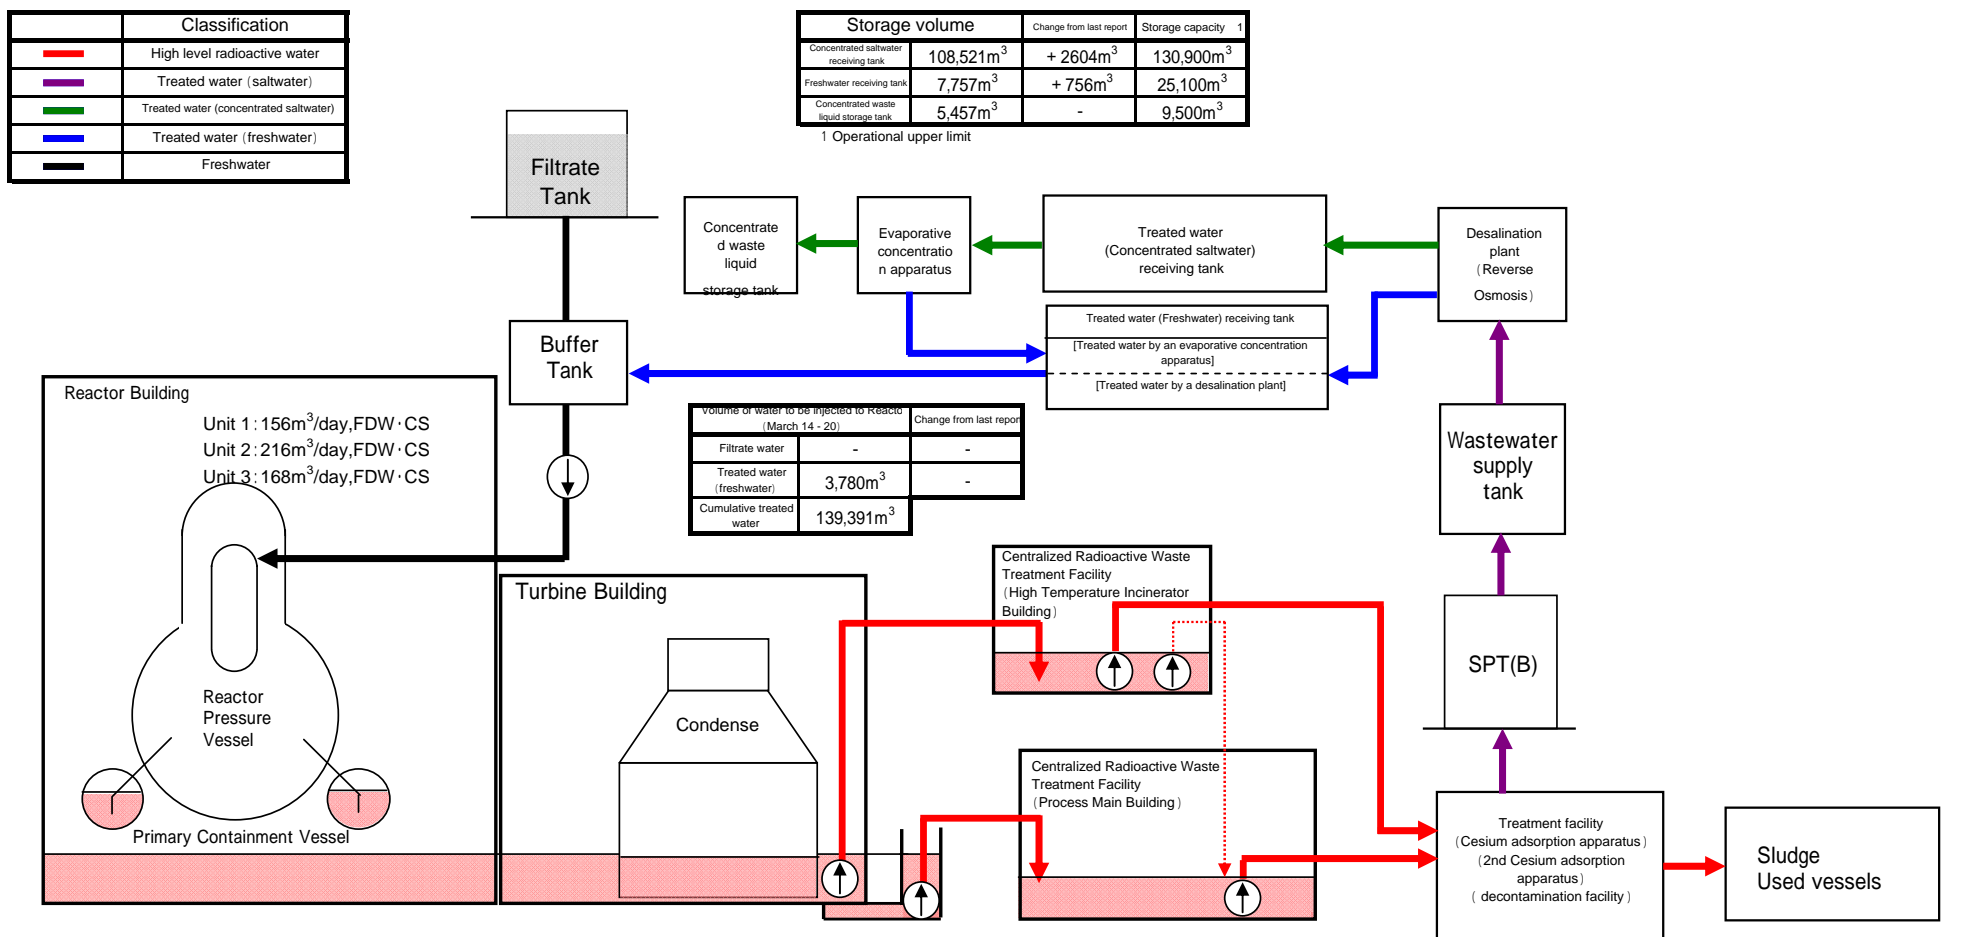 Classification
High level radioactive water
Treated water (saltwater)
Treated water (concentrated saltwater)
Treated water (freshwater)
Freshwater
Storage volume Change from last report Storage capacity 1
Concentrated saltwater
receiving tank 108,521m3 + 2604m3 130,900m3
Freshwater receiving tank 7,757m3 + 756m3 25,100m3
Concentrated waste
liquid storage tank 5,457m3 - 9,500m3
1 Operational upper limit
Filtrate
Tank
Concentrate
d waste
liquid
storage tank
Evaporative
concentratio
n apparatus
Treated water
(Concentrated saltwater)
receiving tank
Desalination
plant
(Reverse
Osmosis)
Treated water (Freshwater) receiving tank
[Treated water by an evaporative concentration
apparatus]
[Treated water by a desalination plant]
Buffer
Tank
Reactor Building
Unit 1:156m3/day,FDW・CS
Unit 2:216m3/day,FDW・CS
Unit 3:168m3/day,FDW・CS
Volume of water to be injected to Reacto
(March 14 - 20) Change from last repor
Filtrate water - -
Treated water
(freshwater) 3,780m3 -
Cumulative treated
water 139,391m3
Wastewater
supply
tank
Centralized Radioactive Waste
Treatment Facility
(High Temperature Incinerator
Building)
Turbine Building
SPT(B)
Reactor
Pressure
Vessel
Condense
Centralized Radioactive Waste
Treatment Facility
(Process Main Building)
Primary Containment Vessel
Treatment facility
(Cesium adsorption apparatus)
(2nd Cesium adsorption
apparatus)
( decontamination facility)
Sludge
Used vessels